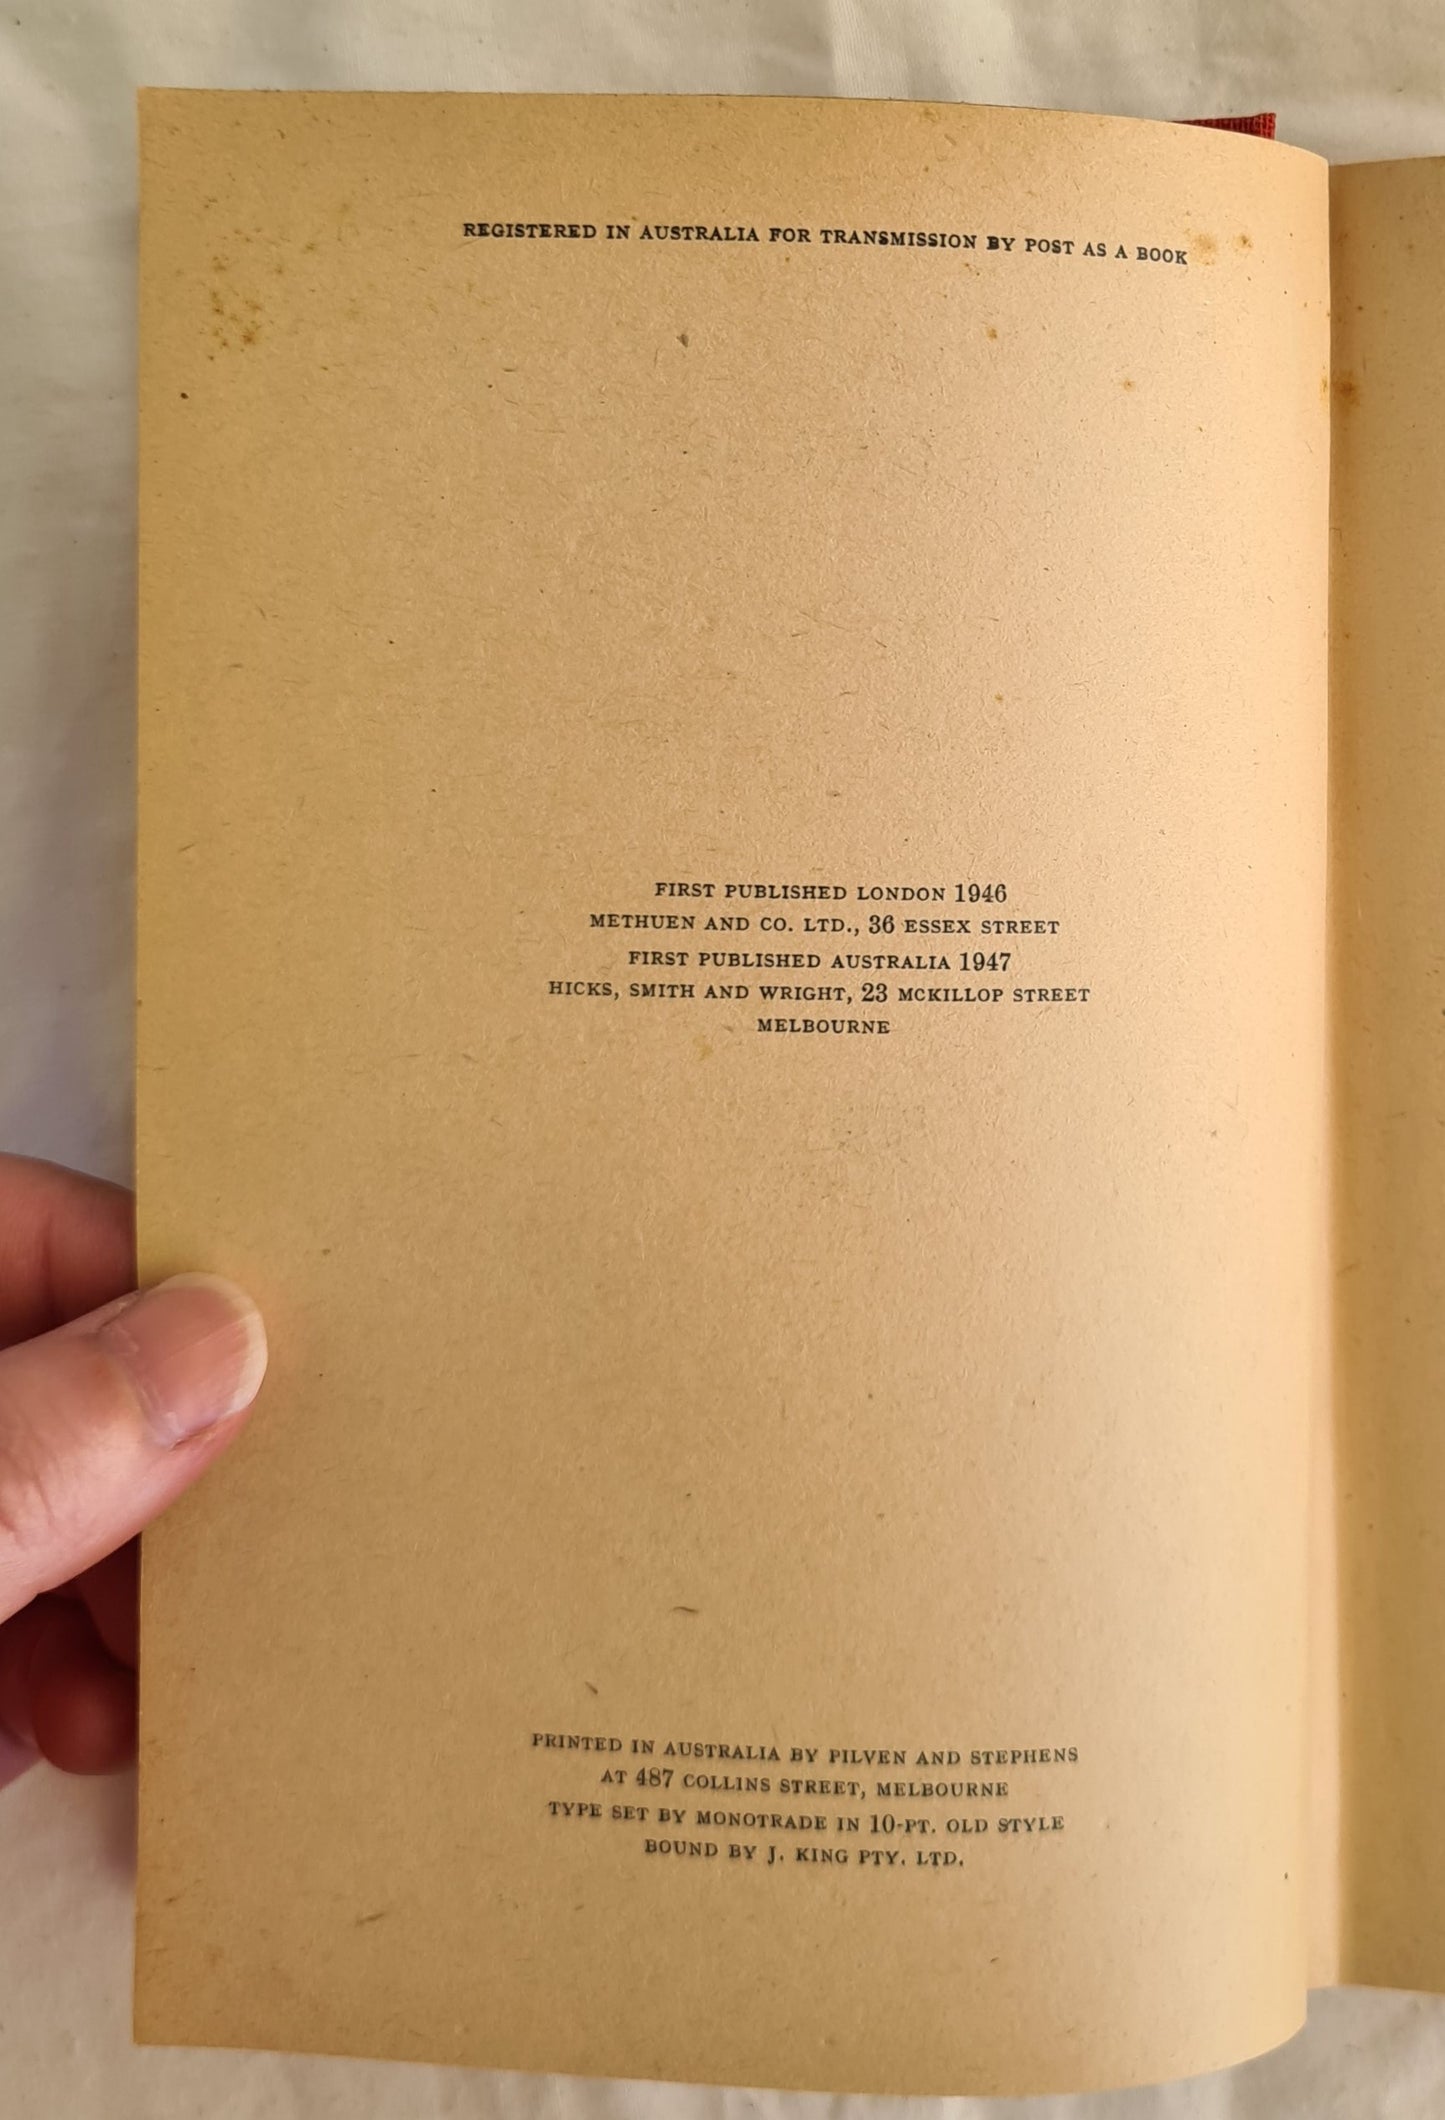 REGISTERED IN AUSTRALIA FOR TRANSMISSION BY POST AS A BOOK
FIRST PUBLISHED LONDON 1946
METHUEN AND CO. LTD., 36 ESSEX STREET
FIRST PUBLISHED AUSTRALIA 1947
HICKS, SMITH AND WRIGHT, 23 MCKILLOP STREET
MELBOURNE
PRINTED IN AUSTRALIA BY PILVEN AND STEPHENS
AT 487 COLLINS STREET, MELBOURNE
TYPE SET BY MONOTRADE IN 10-PT. OLD STYLE
BOUND BY J. KING PTY. LTD.